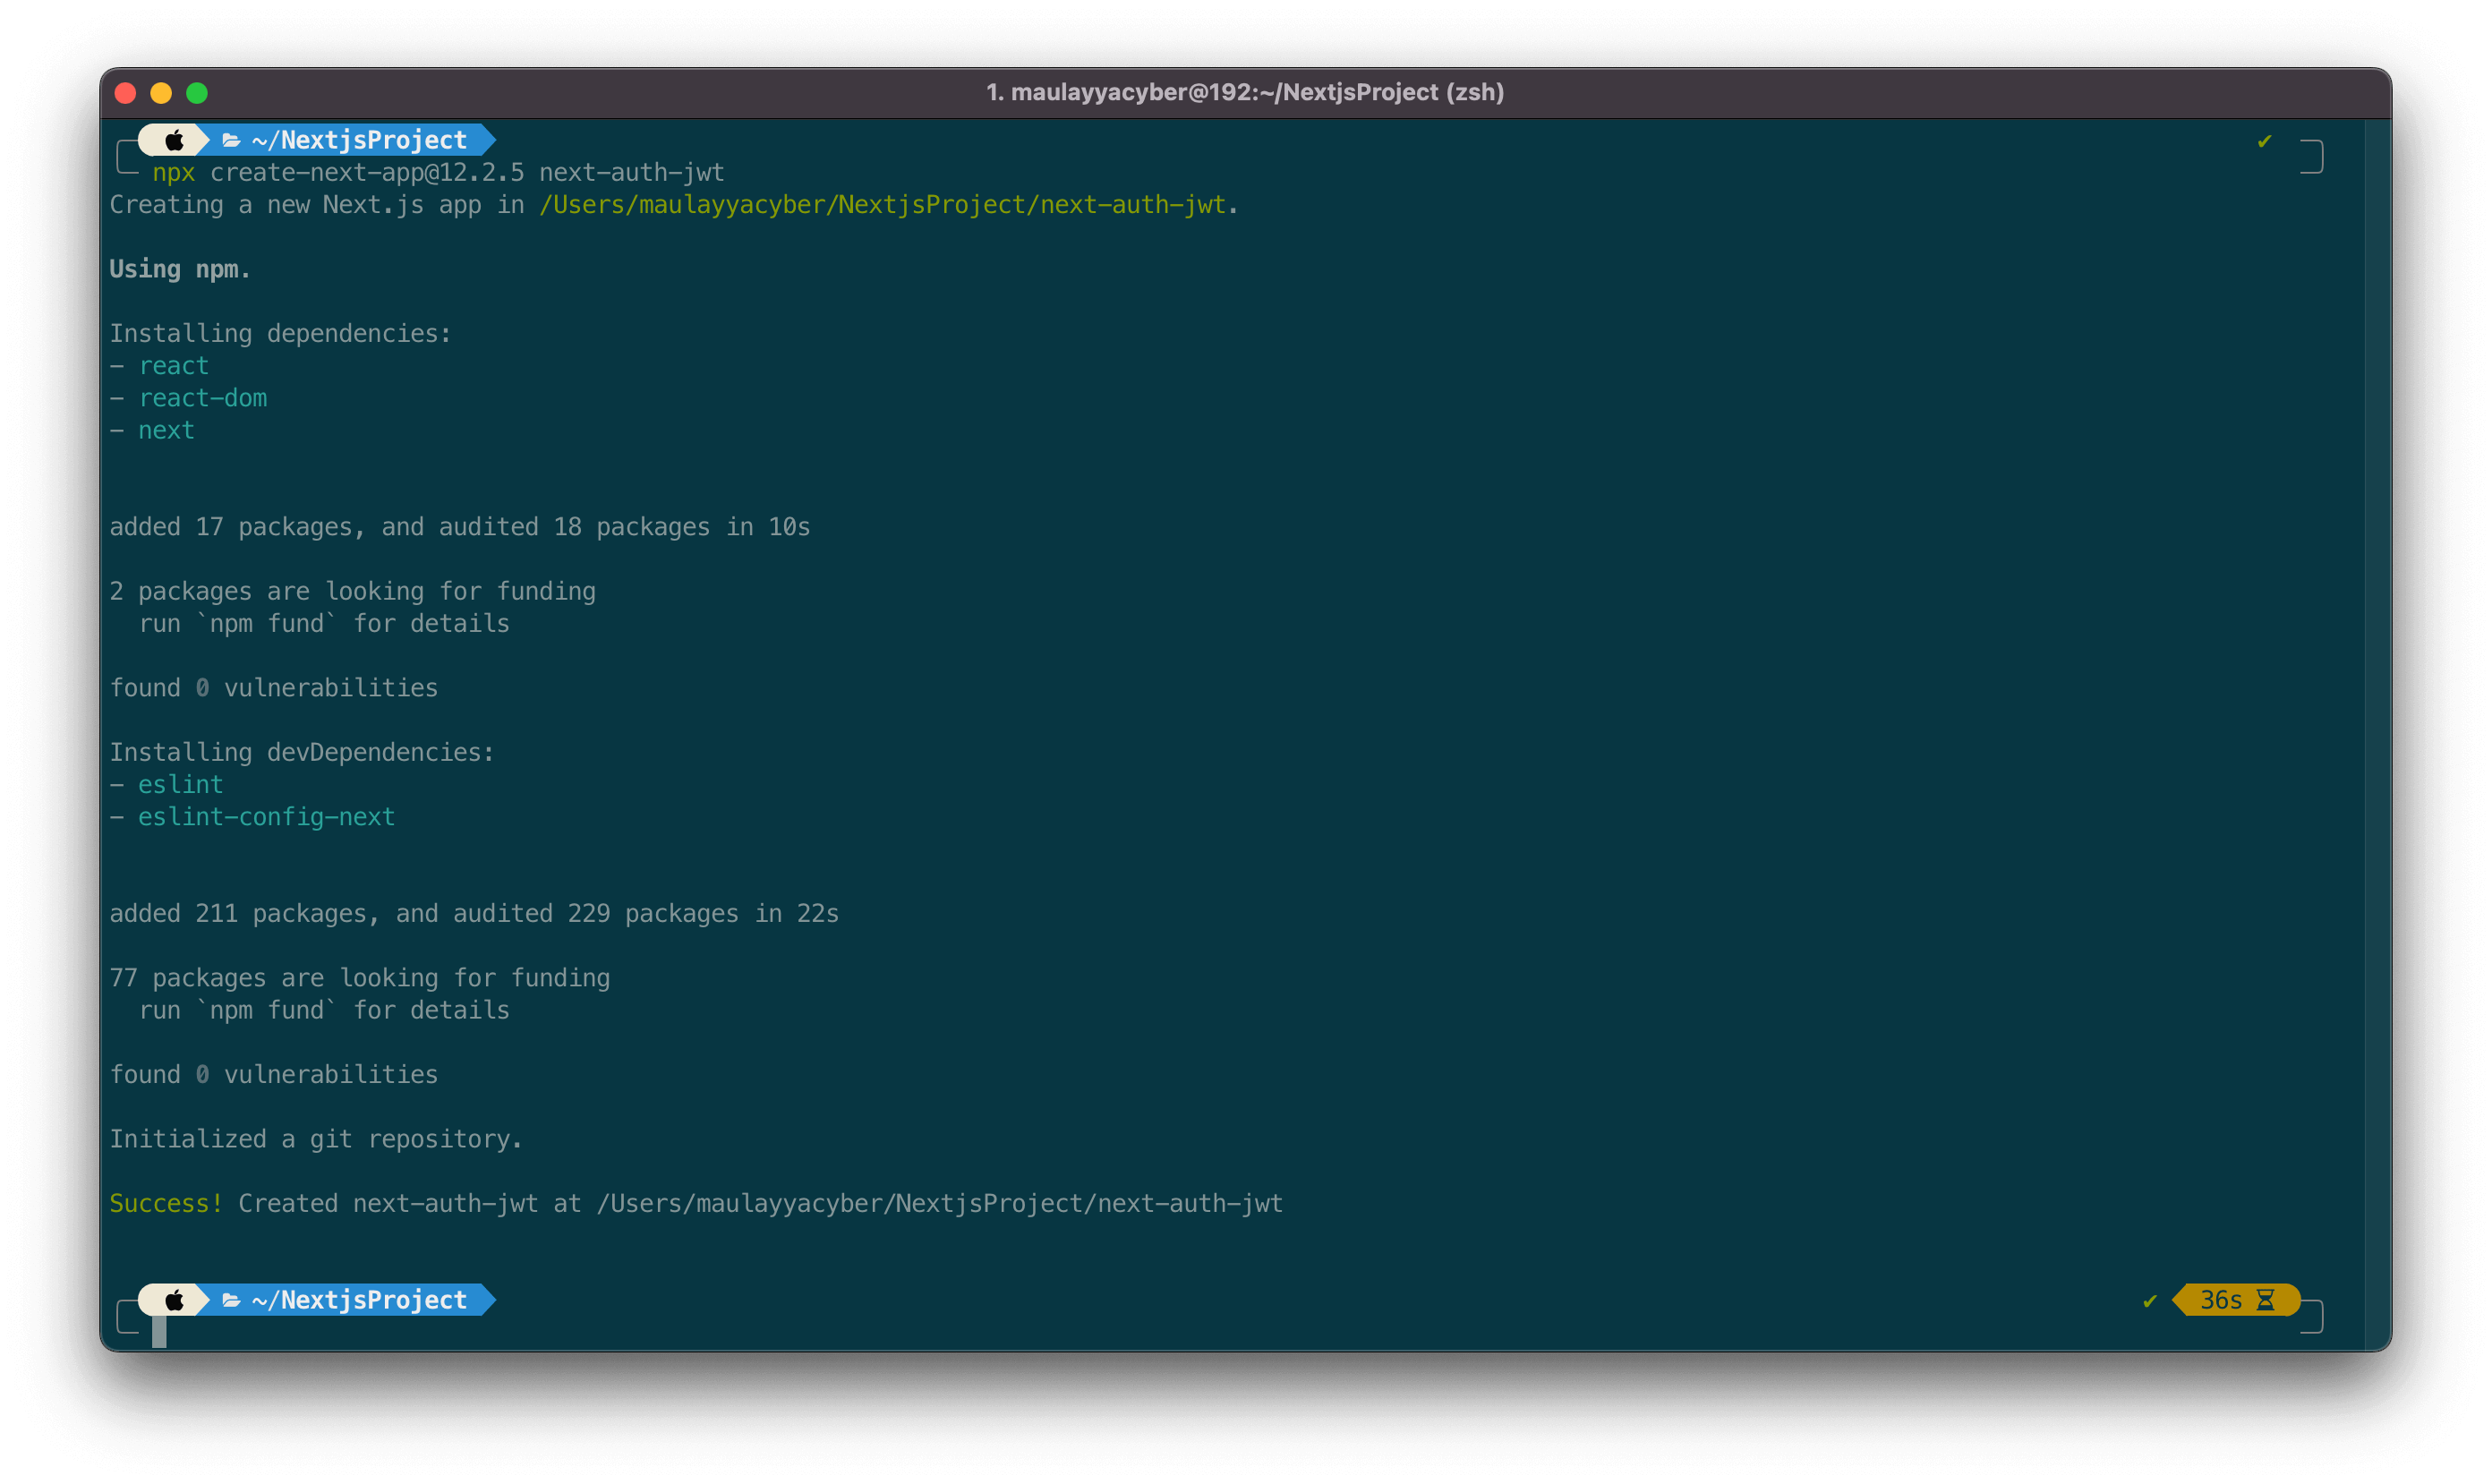 1. maulayyacyber@192:~/NextjsProject (zsh)
~/NextjsProject ✔
npx create-next-app@12.2.5 next-auth-jwt
Creating a new Next.js app in /Users/maulayyacyber/NextjsProject/next-auth-jwt.
Using npm.
Installing dependencies:
- react
- react-dom
- next
added 17 packages, and audited 18 packages in 10s
2 packages are looking for funding
run `npm fund` for details
found 0 vulnerabilities
Installing devDependencies:
- eslint
- eslint-config-next
added 211 packages, and audited 229 packages in 22s
77 packages are looking for funding
run `npm fund` for details
found 0 vulnerabilities
Initialized a git repository.
Success! Created next-auth-jwt at /Users/maulayyacyber/NextjsProject/next-auth-jwt
~/NextjsProject ✔ 36s